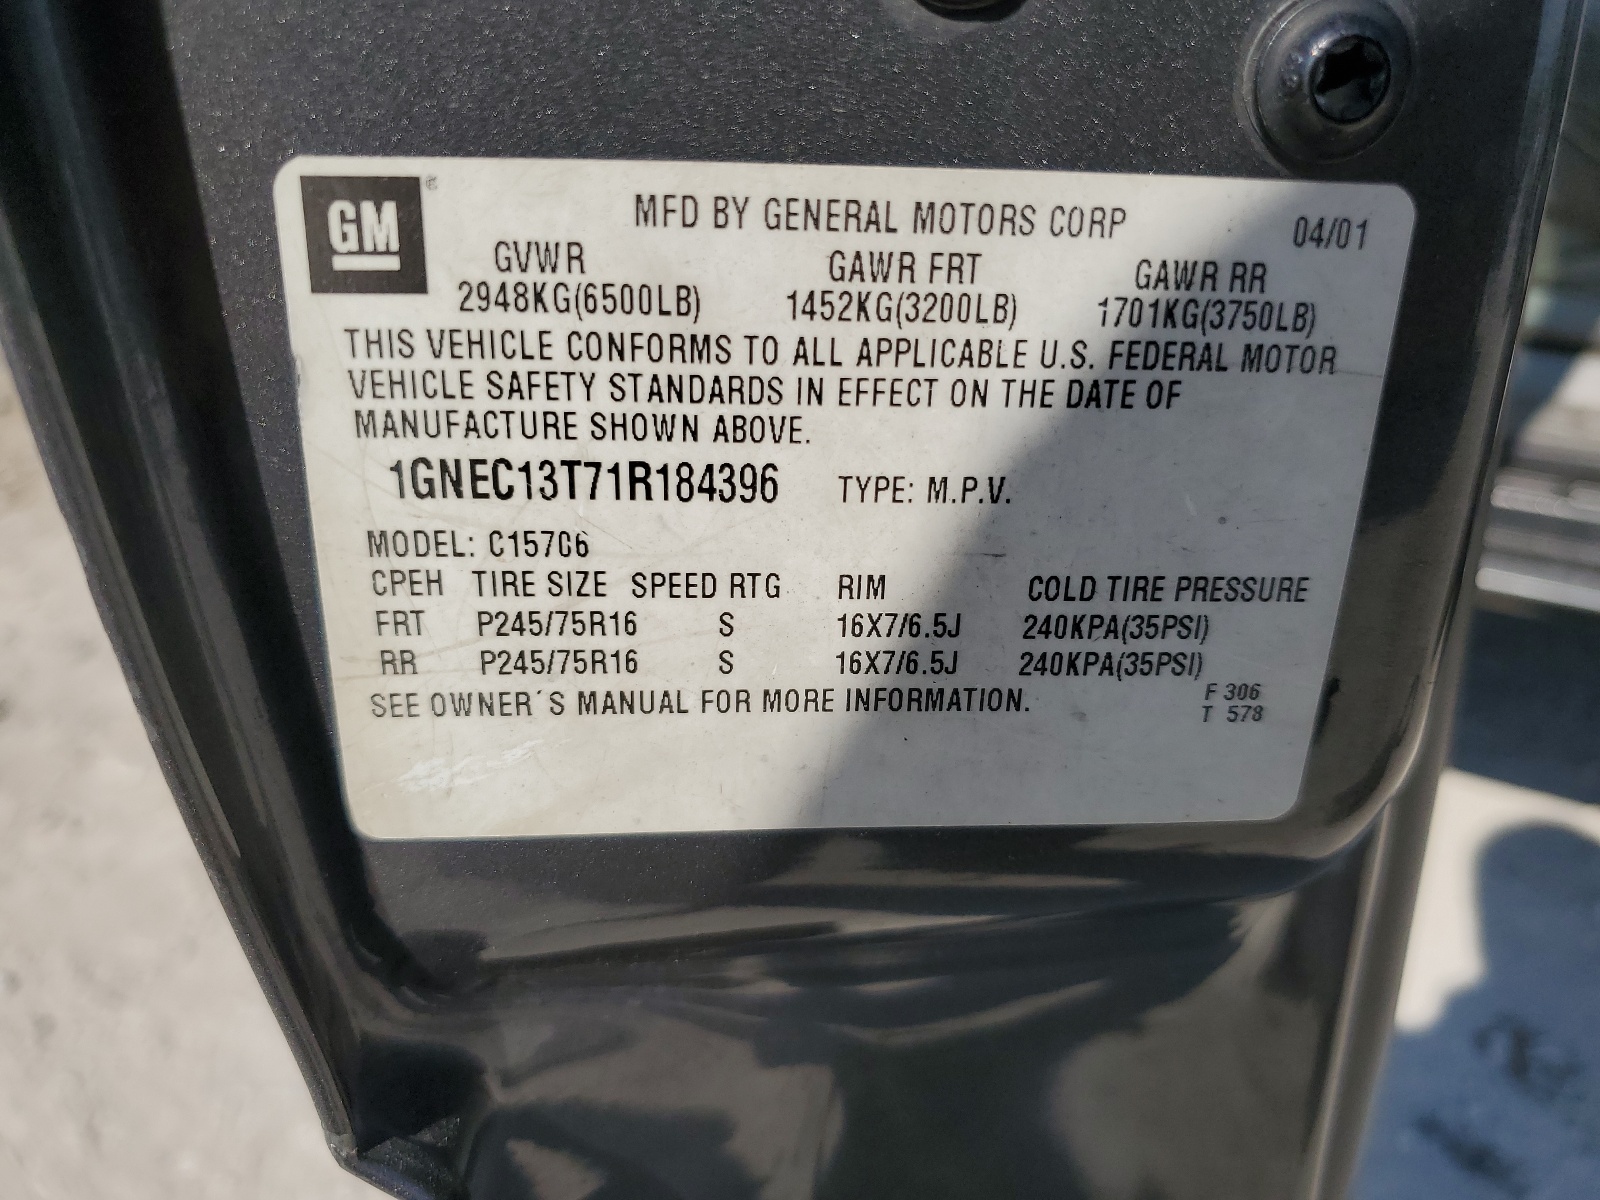 GM ®
MFD BY GENERAL MOTORS CORP 04/01
GVWR GAWR FRT GAWR RR
2948KG(6500LB) 1452KG(3200LB) 1701KG(3750LB)
THIS VEHICLE CONFORMS TO ALL APPLICABLE U.S. FEDERAL MOTOR
VEHICLE SAFETY STANDARDS IN EFFECT ON THE DATE OF
MANUFACTURE SHOWN ABOVE.
1GNEC13T71R184396 TYPE: M.P.V.
MODEL: C15706
CPEH TIRE SIZE SPEED RTG RIM COLD TIRE PRESSURE
FRT P245/75R16 S 16X7/6.5J 240KPA(35PSI)
RR P245/75R16 S 16X7/6.5J 240KPA(35PSI)
SEE OWNER´S MANUAL FOR MORE INFORMATION. F 306
T 578